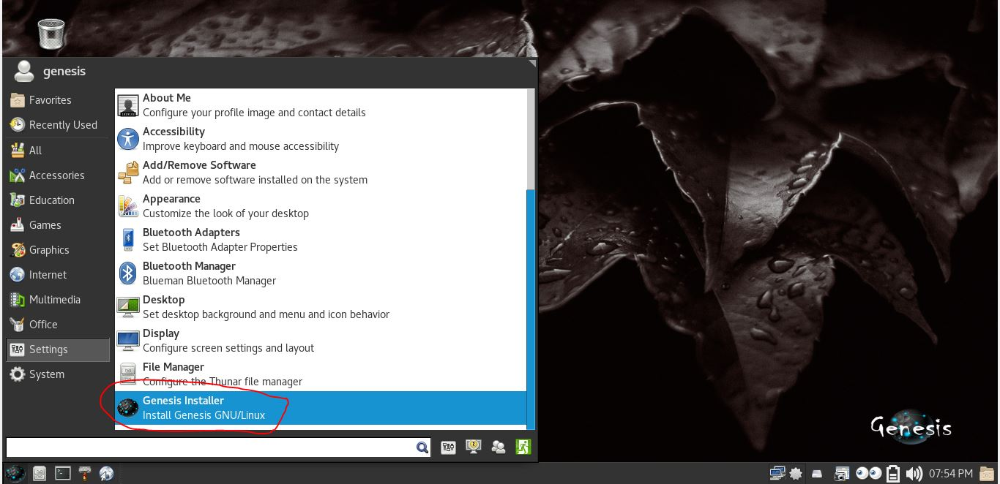 genesis
Favorites
Recently Used
All
Accessories
Education
Games
Graphics
Internet
Multimedia
Office
Settings
System
About Me
Configure your profile image and contact details
Accessibility
Improve keyboard and mouse accessibility
Add/Remove Software
Add or remove software installed on the system
Appearance
Customize the look of your desktop
Bluetooth Adapters
Set Bluetooth Adapter Properties
Bluetooth Manager
Blueman Bluetooth Manager
Desktop
Set desktop background and menu and icon behavior
Display
Configure screen settings and layout
File Manager
Configure the Thunar file manager
Genesis Installer
Install Genesis GNU/Linux
Genesis
07:54 PM